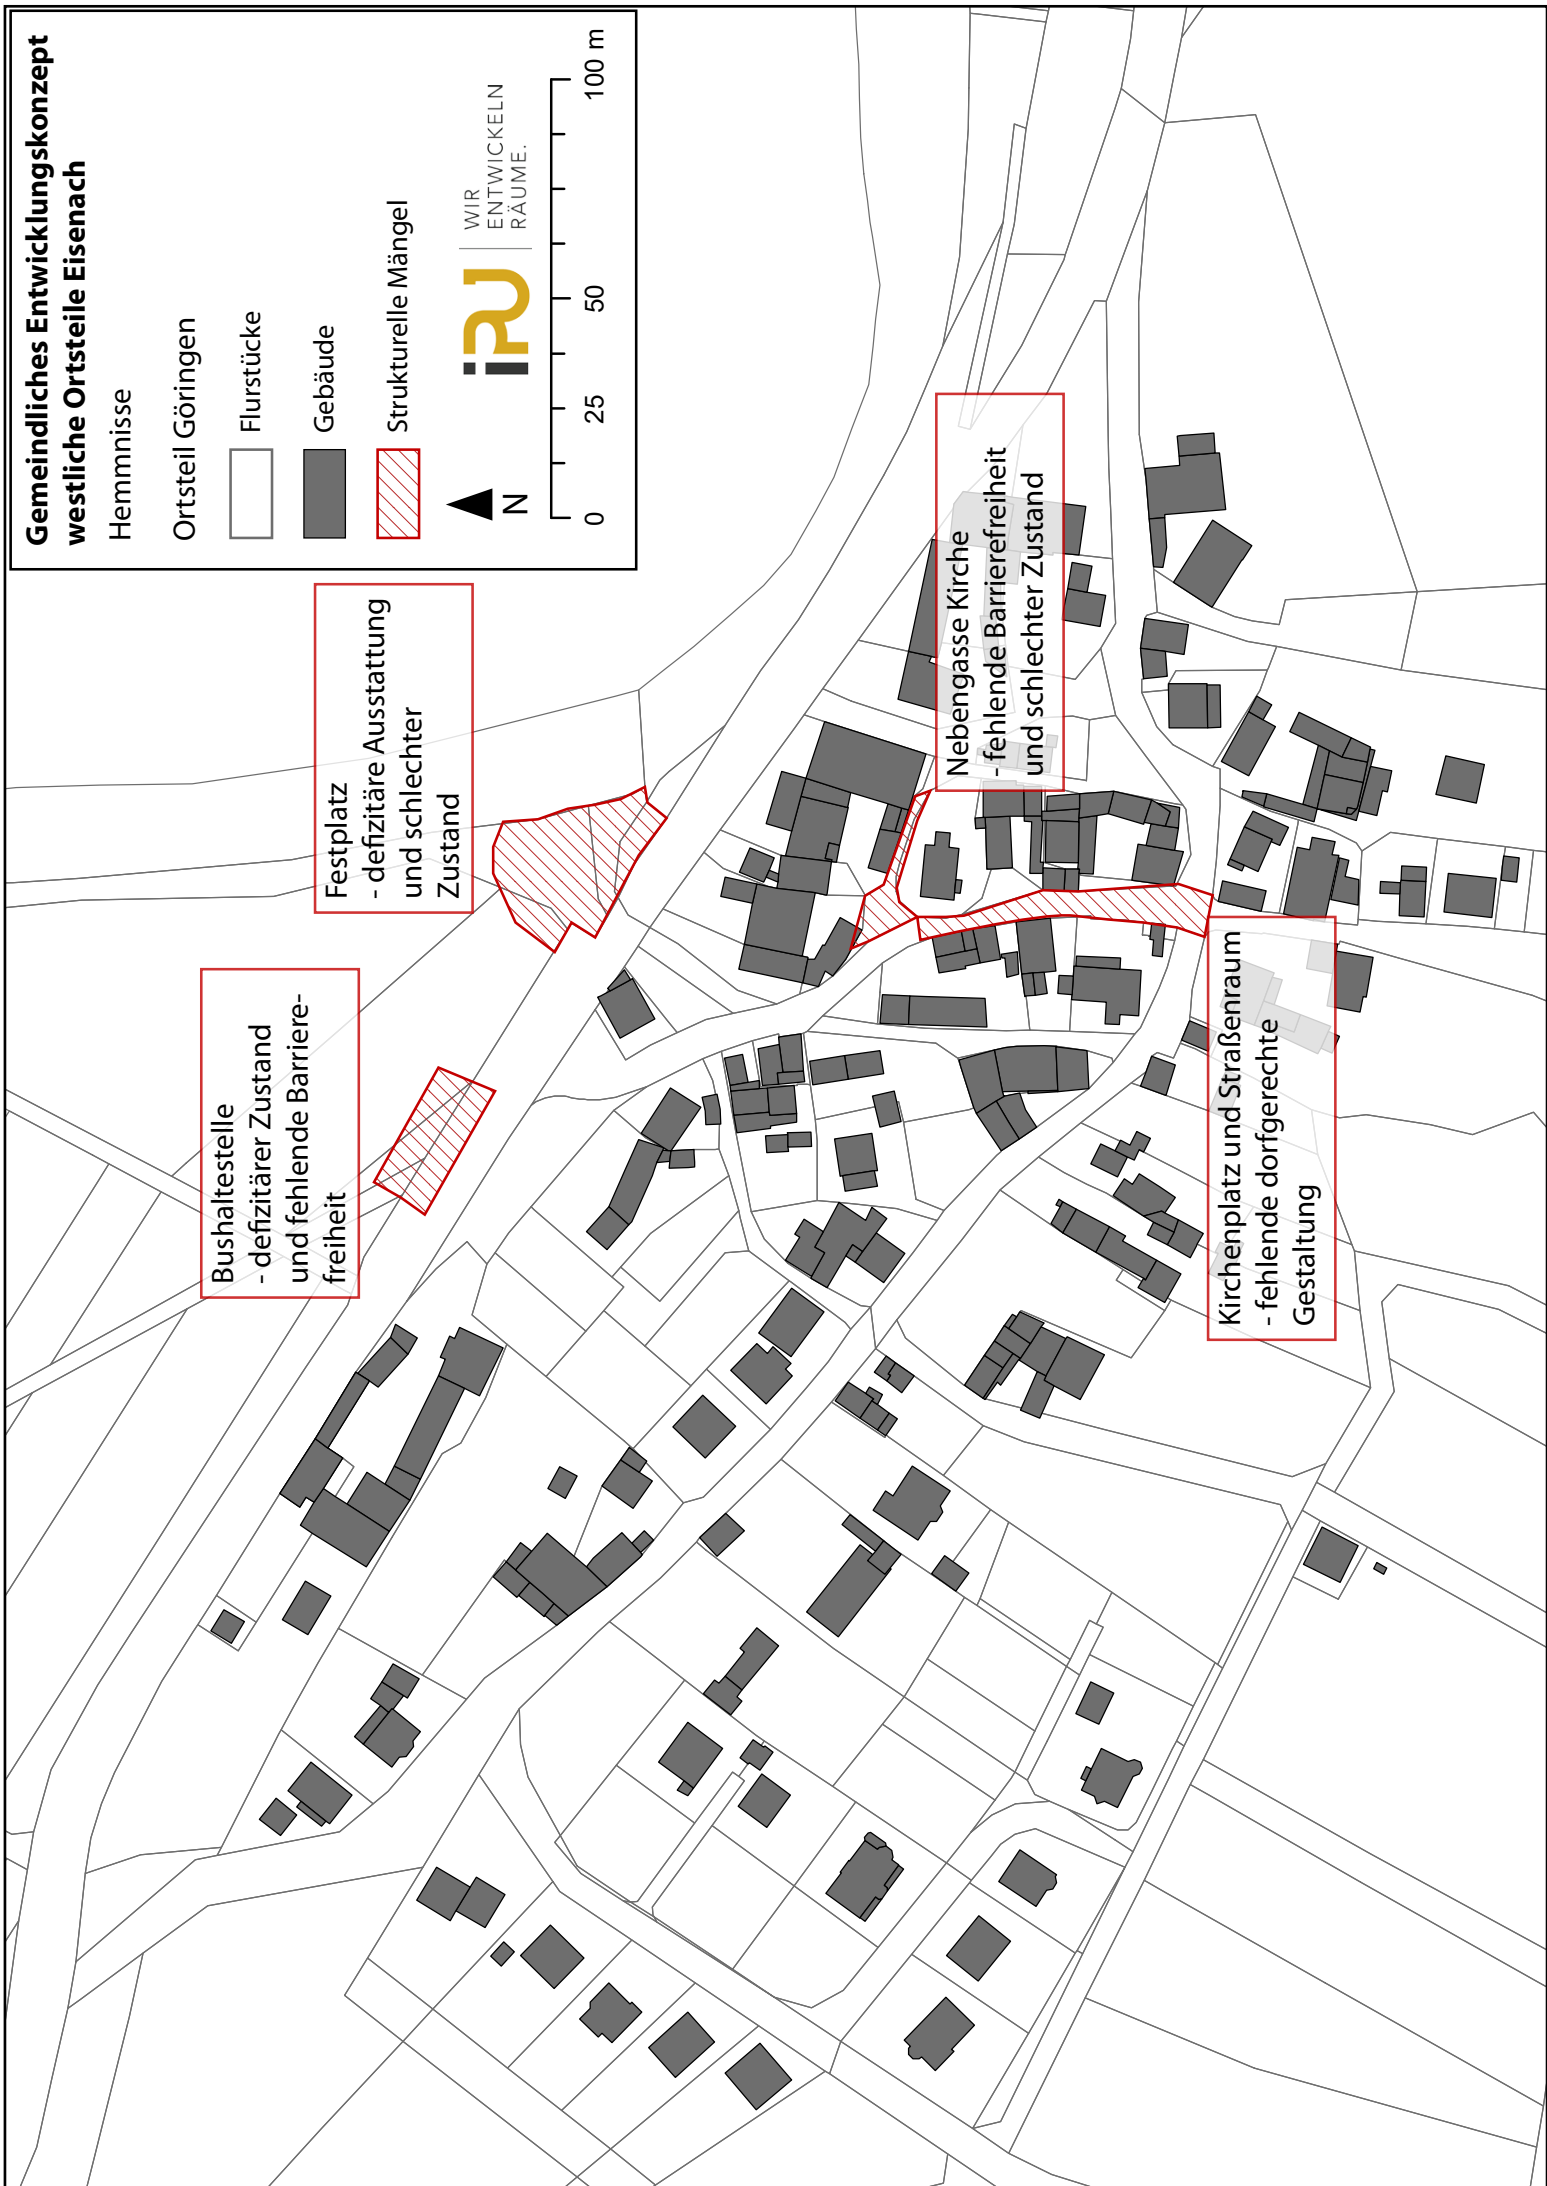 Gemeindliches Entwicklungskonzept
westliche Ortsteile Eisenach
Hemmnisse
Ortsteil Göringen
Flurstücke
Gebäude
Strukturelle Mängel
N
iRU
WIR
ENTWICKELN
RÄUME.
0 25 50 100 m
Bushaltestelle
- defizitärer Zustand
und fehlende Barriere-
freiheit
Festplatz
- defizitäre Ausstattung
und schlechter
Zustand
Nebengasse Kirche
- fehlende Barrierefreiheit
und schlechter Zustand
Kirchenplatz und Straßenraum
- fehlende dorfgerechte
Gestaltung